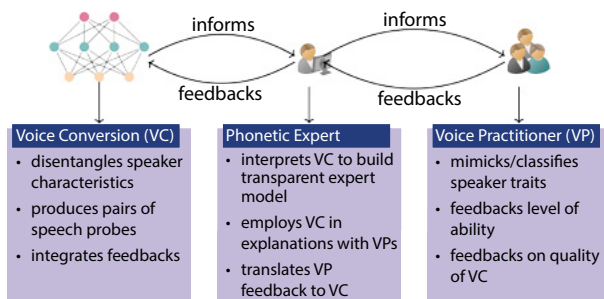 informs
informs
feedbacks
feedbacks
Voice Conversion (VC)
• disentangles speaker
characteristics
• produces pairs of
speech probes
• integrates feedbacks
Phonetic Expert
• interprets VC to build
transparent expert
model
• employs VC in
explanations with VPs
• translates VP
feedback to VC
Voice Practitioner (VP)
• mimicks/classifies
speaker traits
• feedbacks level of
ability
• feedbacks on quality
of VC